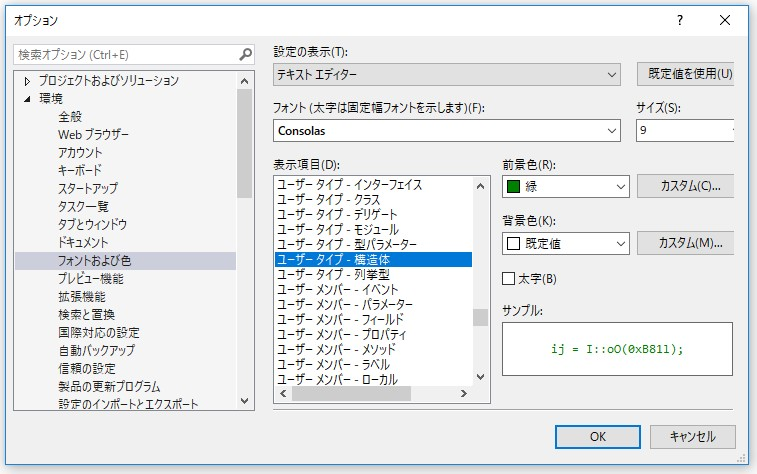 オプション
検索オプション (Ctrl+E)
プロジェクトおよびソリューション
環境
全般
Web ブラウザー
アカウント
キーボード
スタートアップ
タスク一覧
タブとウィンドウ
ドキュメント
フォントおよび色
プレビュー機能
拡張機能
検索と置換
国際対応の設定
自動バックアップ
信頼の設定
製品の更新プログラム
設定のインポートとエクスポート
設定の表示(T):
テキスト エディター
既定値を使用(U)
フォント (太字は固定幅フォントを示します)(F):
サイズ(S):
Consolas
9
表示項目(D):
ユーザー タイプ - インターフェイス
ユーザー タイプ - クラス
ユーザー タイプ - デリゲート
ユーザー タイプ - モジュール
ユーザー タイプ - 型パラメーター
ユーザー タイプ - 構造体
ユーザー タイプ - 列挙型
ユーザー メンバー - イベント
ユーザー メンバー - パラメーター
ユーザー メンバー - フィールド
ユーザー メンバー - プロパティ
ユーザー メンバー - メソッド
ユーザー メンバー - ラベル
ユーザー メンバー - ローカル
前景色(R):
緑
カスタム(C)...
背景色(K):
既定値
カスタム(M)...
太字(B)
サンプル:
ij = I::oO(0xB811);
OK
キャンセル